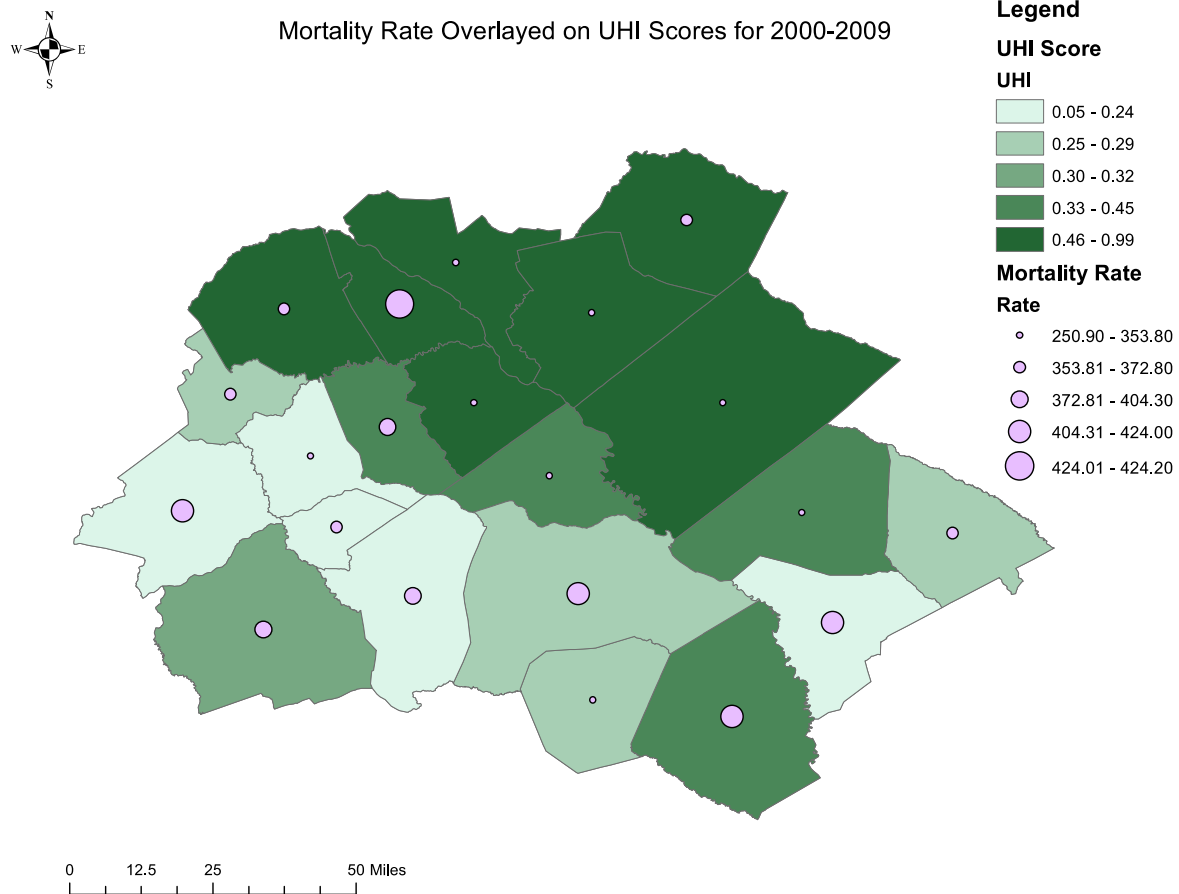 N
W E
S
Mortality Rate Overlayed on UHI Scores for 2000-2009
Legend
UHI Score
UHI
0.05 - 0.24
0.25 - 0.29
0.30 - 0.32
0.33 - 0.45
0.46 - 0.99
Mortality Rate
Rate
250.90 - 353.80
353.81 - 372.80
372.81 - 404.30
404.31 - 424.00
424.01 - 424.20
0 12.5 25 50 Miles